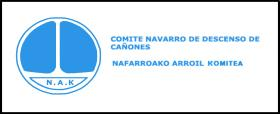 COMITE NAVARRO DE DESCENSO DE
CAÑONES
NAFARROAKO ARROIL KOMITEA
N.A.K